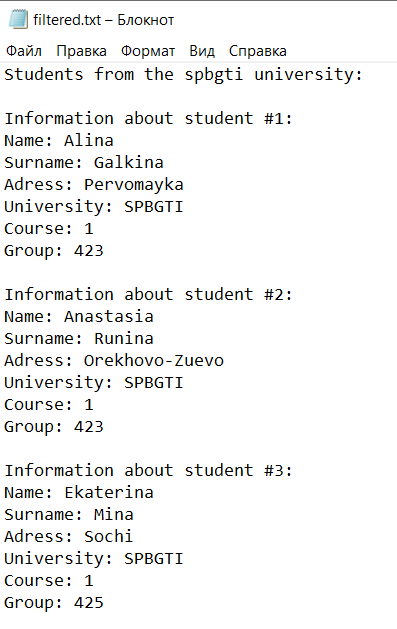 filtered.txt – Блокнот
Файл Правка Формат Вид Справка
Students from the spbgti university:
Information about student #1:
Name: Alina
Surname: Galkina
Adress: Pervomayka
University: SPBGTI
Course: 1
Group: 423
Information about student #2:
Name: Anastasia
Surname: Runina
Adress: Orekhovo-Zuevo
University: SPBGTI
Course: 1
Group: 423
Information about student #3:
Name: Ekaterina
Surname: Mina
Adress: Sochi
University: SPBGTI
Course: 1
Group: 425